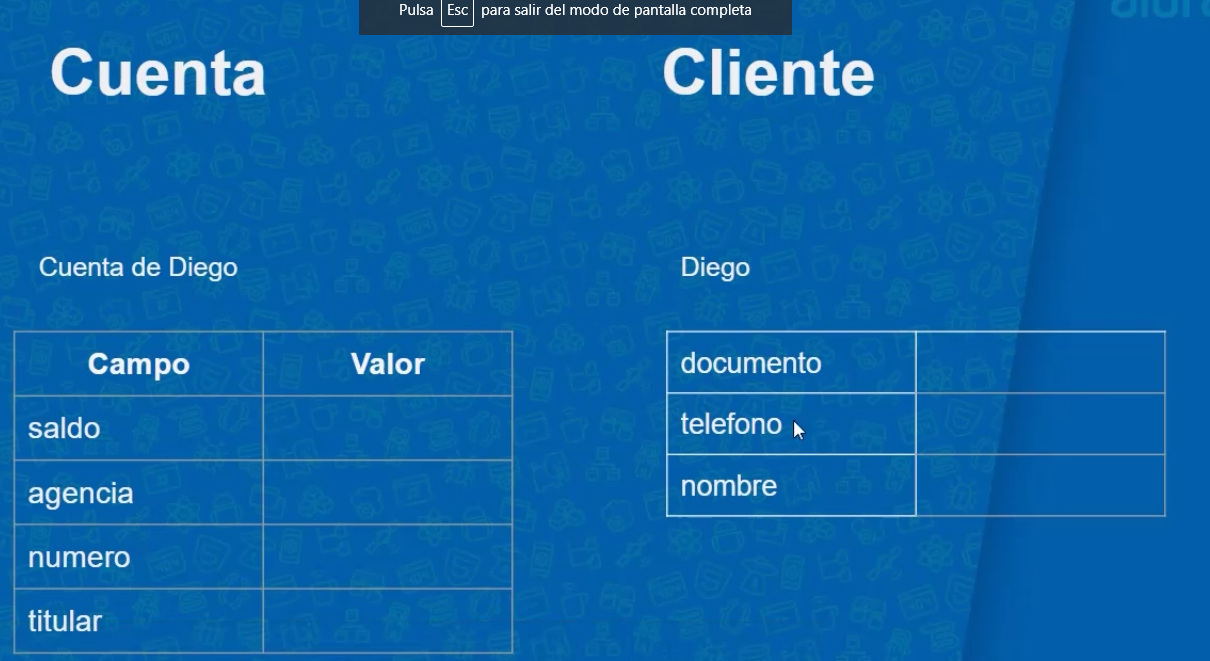 Pulsa Esc para salir del modo de pantalla completa
Cuenta
Cliente
Cuenta de Diego
Diego
Campo Valor
saldo
agencia
numero
titular
documento
telefono
nombre